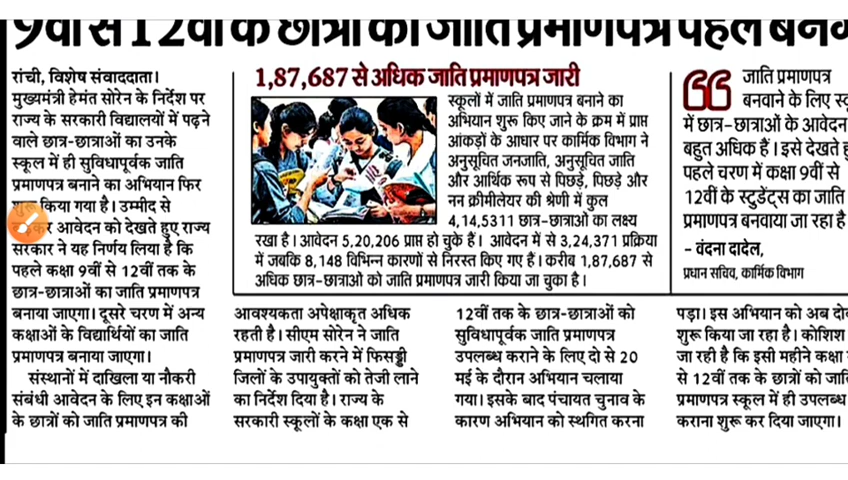 9वीं से 12वीं के छात्रों का जाति प्रमाणपत्र पहले
रांची, विशेष संवाददाता।
मुख्यमंत्री हेमंत सोरेन के निर्देश पर
राज्य के सरकारी विद्यालयों में पढ़ने
वाले छात्र-छात्राओं का उनके
स्कूल में ही सुविधापूर्वक जाति
प्रमाणपत्र बनाने का अभियान फिर
किया गया है। उम्मीद से
आवेदन को देखते हुए राज्य
सरकार ने यह निर्णय लिया है कि
पहले कक्षा 9वीं से 12वीं तक के
छात्र-छात्राओं का जाति प्रमाणपत्र
बनाया जाएगा। दूसरे चरण में अन्य
कक्षाओं के विद्यार्थियों का जाति
प्रमाणपत्र बनाया जाएगा।
संस्थानों में दाखिला या नौकरी
संबंधी आवेदन के लिए इन कक्षाओं
के छात्रों को जाति प्रमाणपत्र की
1,87,687 से अधिक जाति प्रमाणपत्र जारी
स्कूलों में जाति प्रमाणपत्र बनाने का
अभियान शुरू किए जाने के क्रम में प्राप्त
आंकड़ों के आधार पर कार्मिक विभाग ने
अनुसूचित जनजाति, अनुसूचित जाति
और आर्थिक रूप से पिछड़े, पिछड़े और
नन क्रीमीलेयर की श्रेणी में कुल
4,14,5311 छात्र-छात्राओं का लक्ष्य
रखा है। आवेदन 5,20,206 प्राप्त हो चुके हैं। आवेदन में से 3,24,371 प्रक्रिया
में जबकि 8,148 विभिन्न कारणों से निरस्त किए गए हैं। करीब 1,87,687 से
अधिक छात्र-छात्राओं को जाति प्रमाणपत्र जारी किया जा चुका है।
आवश्यकता अपेक्षाकृत अधिक
रहती है। सीएम सोरेन ने जाति
प्रमाणपत्र जारी करने में फिसड्डी
जिलों के उपायुक्तों को तेजी लाने
का निर्देश दिया है। राज्य के
सरकारी स्कूलों के कक्षा एक से
12वीं तक के छात्र-छात्राओं को
सुविधापूर्वक जाति प्रमाणपत्र
उपलब्ध कराने के लिए दो से 20
मई के दौरान अभियान चलाया
गया। इसके बाद पंचायत चुनाव के
कारण अभियान को स्थगित करना
जाति प्रमाणपत्र
बनवाने के लिए
में छात्र-छात्राओं के आवेदन
बहुत अधिक हैं। इसे देखते
पहले चरण में कक्षा 9वीं से
12वीं के स्टुडेंट्स का जाति
प्रमाणपत्र बनवाया जा रहा है
- वंदना दादेल,
प्रधान सचिव, कार्मिक विभाग
पड़ा। इस अभियान को अब
शुरू किया जा रहा है। कोशिश
जा रही है कि इसी महीने कक्षा
से 12वीं तक के छात्रों को
प्रमाणपत्र स्कूल में ही उपलब्ध
कराना शुरू कर दिया जाएगा।